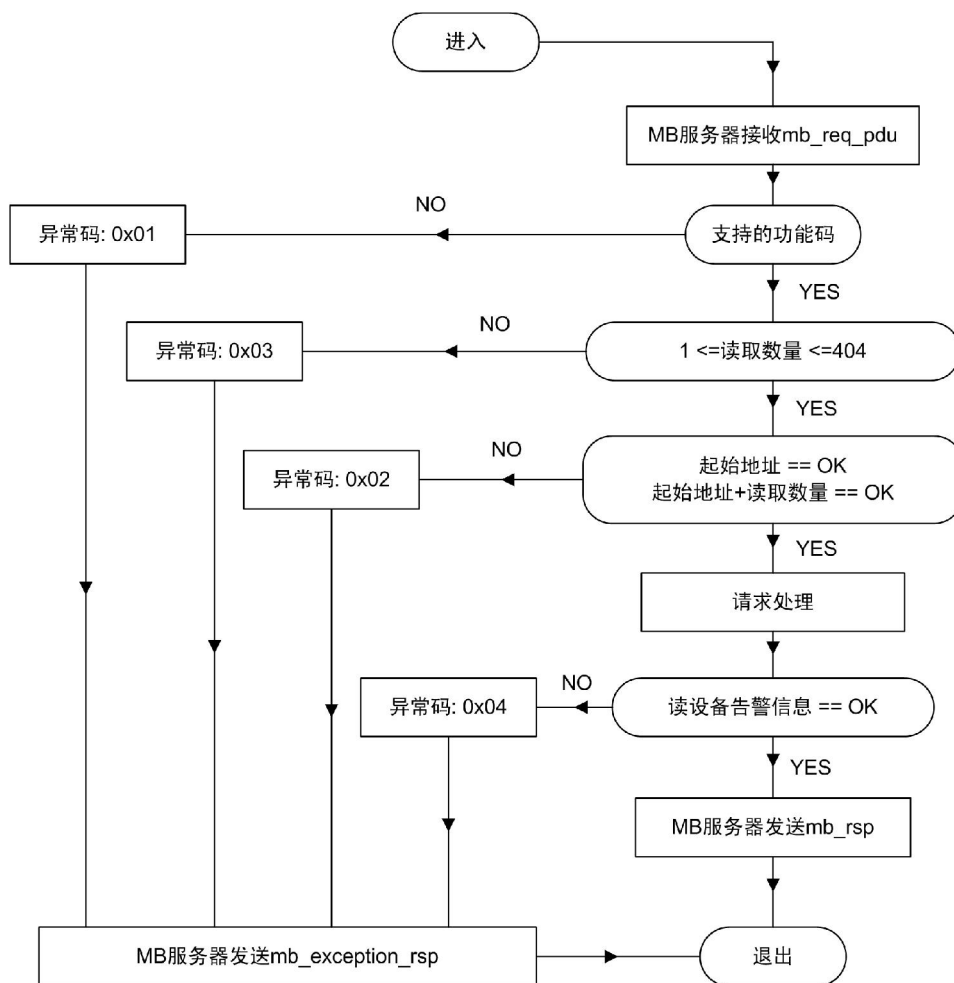 进入
MB服务器接收mb_req_pdu
NO
异常码: 0x01
支持的功能码
YES
NO
异常码: 0x03
1 <=读取数量 <=404
YES
NO
异常码: 0x02
起始地址 == OK
起始地址+读取数量 == OK
YES
请求处理
NO
异常码: 0x04
读设备告警信息 == OK
YES
MB服务器发送mb_rsp
MB服务器发送mb_exception_rsp
退出